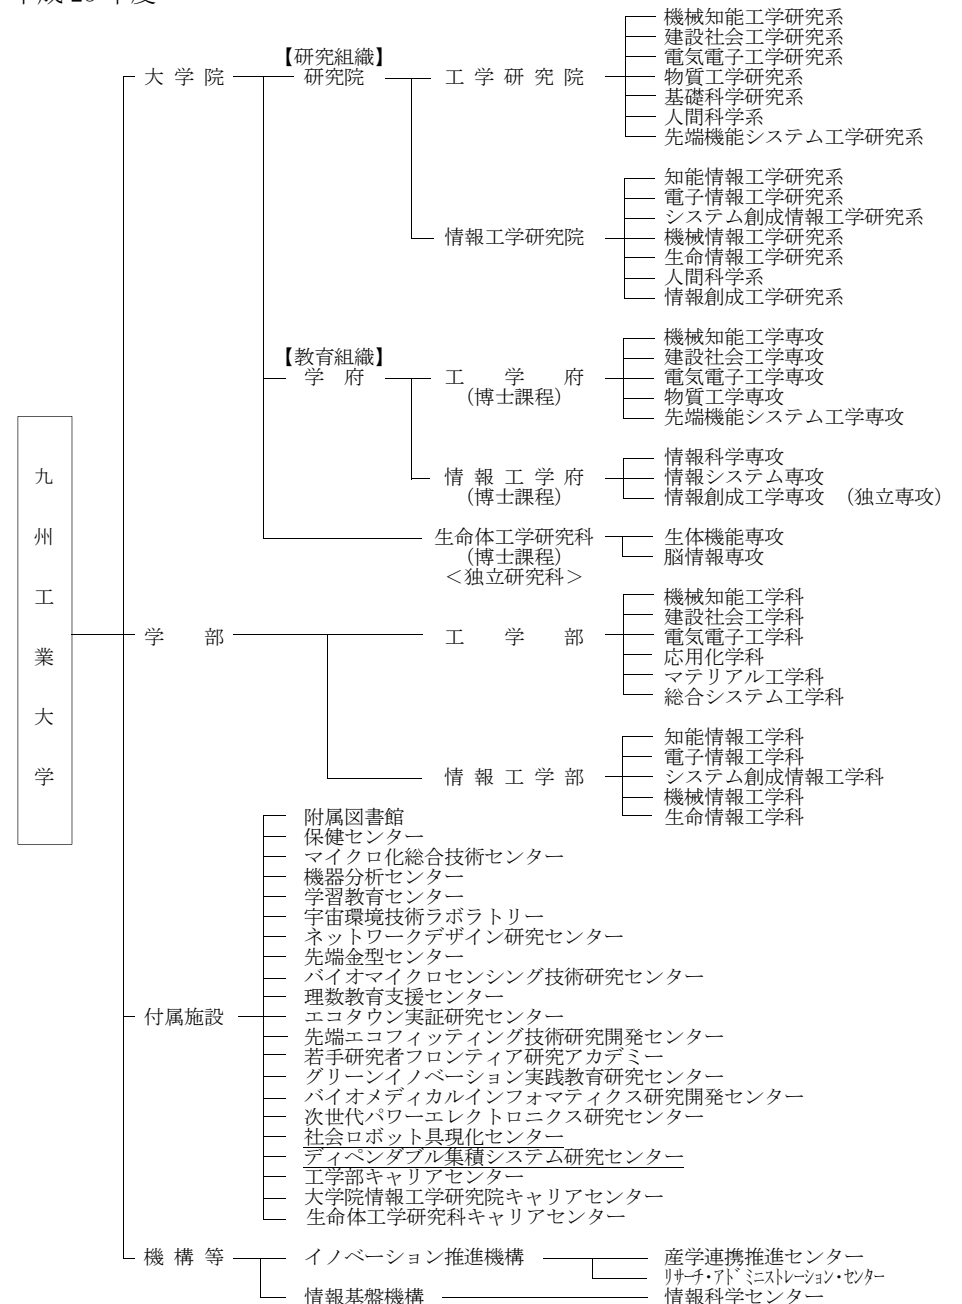 機械知能工学研究系
建設社会工学研究系
【研究組織】
電気電子工学研究系
大学院 研究院 工学研究院 物質工学研究系
基礎科学研究系
人間科学系
先端機能システム工学研究系
知能情報工学研究系
電子情報工学研究系
システム創成情報工学研究系
情報工学研究院 機械情報工学研究系
生命情報工学研究系
人間科学系
情報創成工学研究系
機械知能工学専攻
【教育組織】 建設社会工学専攻
学府 工学府 電気電子工学専攻
(博士課程) 物質工学専攻
先端機能システム工学専攻
情報科学専攻
情報工学府 情報システム専攻
(博士課程) 情報創成工学専攻 (独立専攻)
生命体工学研究科 生体機能専攻
(博士課程) 脳情報専攻
<独立研究科>
九州工業大学
機械知能工学科
建設社会工学科
学部 工学部 電気電子工学科
応用化学科
マテリアル工学科
総合システム工学科
知能情報工学科
電子情報工学科
情報工学部 システム創成情報工学科
機械情報工学科
生命情報工学科
附属図書館
保健センター
マイクロ化総合技術センター
機器分析センター
学習教育センター
宇宙環境技術ラボラトリー
ネットワークデザイン研究センター
先端金型センター
バイオマイクロセンシング技術研究センター
理数教育支援センター
付属施設 エコタウン実証研究センター
先端エコフィッティング技術研究開発センター
若手研究者フロンティア研究アカデミー
グリーンイノベーション実践教育研究センター
バイオメディカルインフォマティクス研究開発センター
次世代パワーエレクトロニクス研究センター
社会ロボット具現化センター
ディペンダブル集積システム研究センター
工学部キャリアセンター
大学院情報工学研究院キャリアセンター
生命体工学研究科キャリアセンター
機構等 イノベーション推進機構 産学連携推進センター
リサーチ・アドミニストレーション・センター
情報基盤機構 情報科学センター